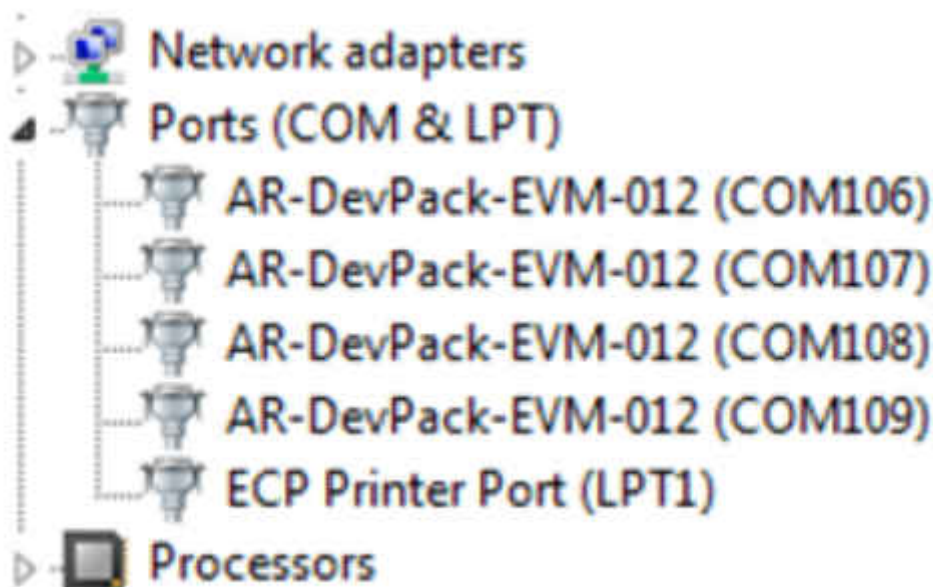 Network adapters
Ports (COM & LPT)
AR-DevPack-EVM-012 (COM106)
AR-DevPack-EVM-012 (COM107)
AR-DevPack-EVM-012 (COM108)
AR-DevPack-EVM-012 (COM109)
ECP Printer Port (LPT1)
Processors